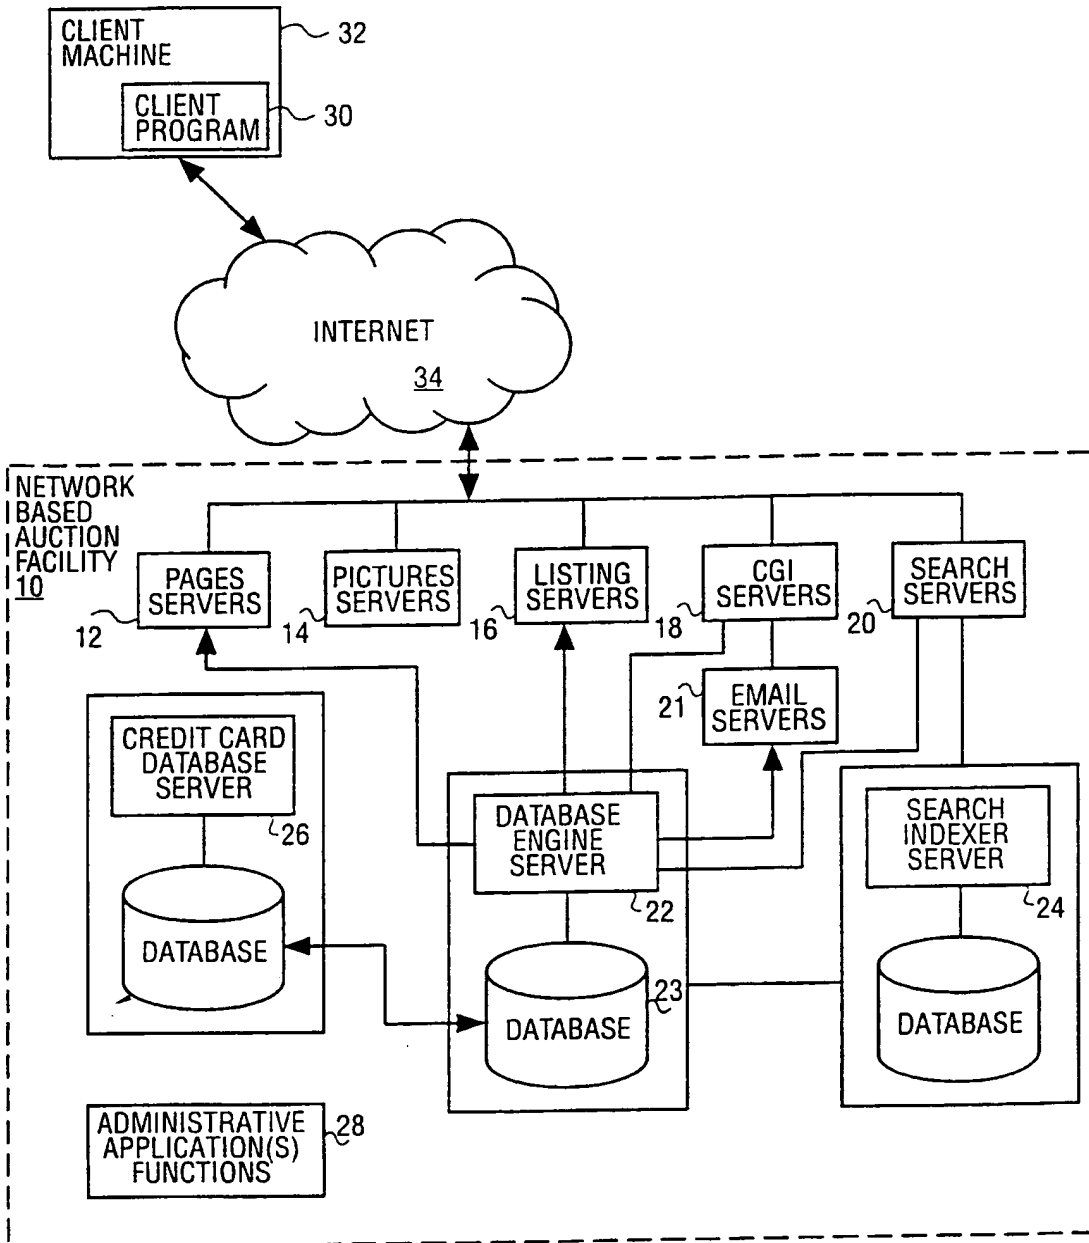 CLIENT
MACHINE
32
CLIENT
PROGRAM
30
INTERNET
34
NETWORK
BASED
AUCTION
FACILITY
10
PAGES
SERVERS
12
PICTURES
SERVERS
14
LISTING
SERVERS
16
CGI
SERVERS
18
SEARCH
SERVERS
20
EMAIL
SERVERS
21
CREDIT CARD
DATABASE
SERVER
26
DATABASE
DATABASE
ENGINE
SERVER
22
DATABASE
23
SEARCH
INDEXER
SERVER
24
DATABASE
ADMINISTRATIVE
APPLICATION(S)
FUNCTIONS
28